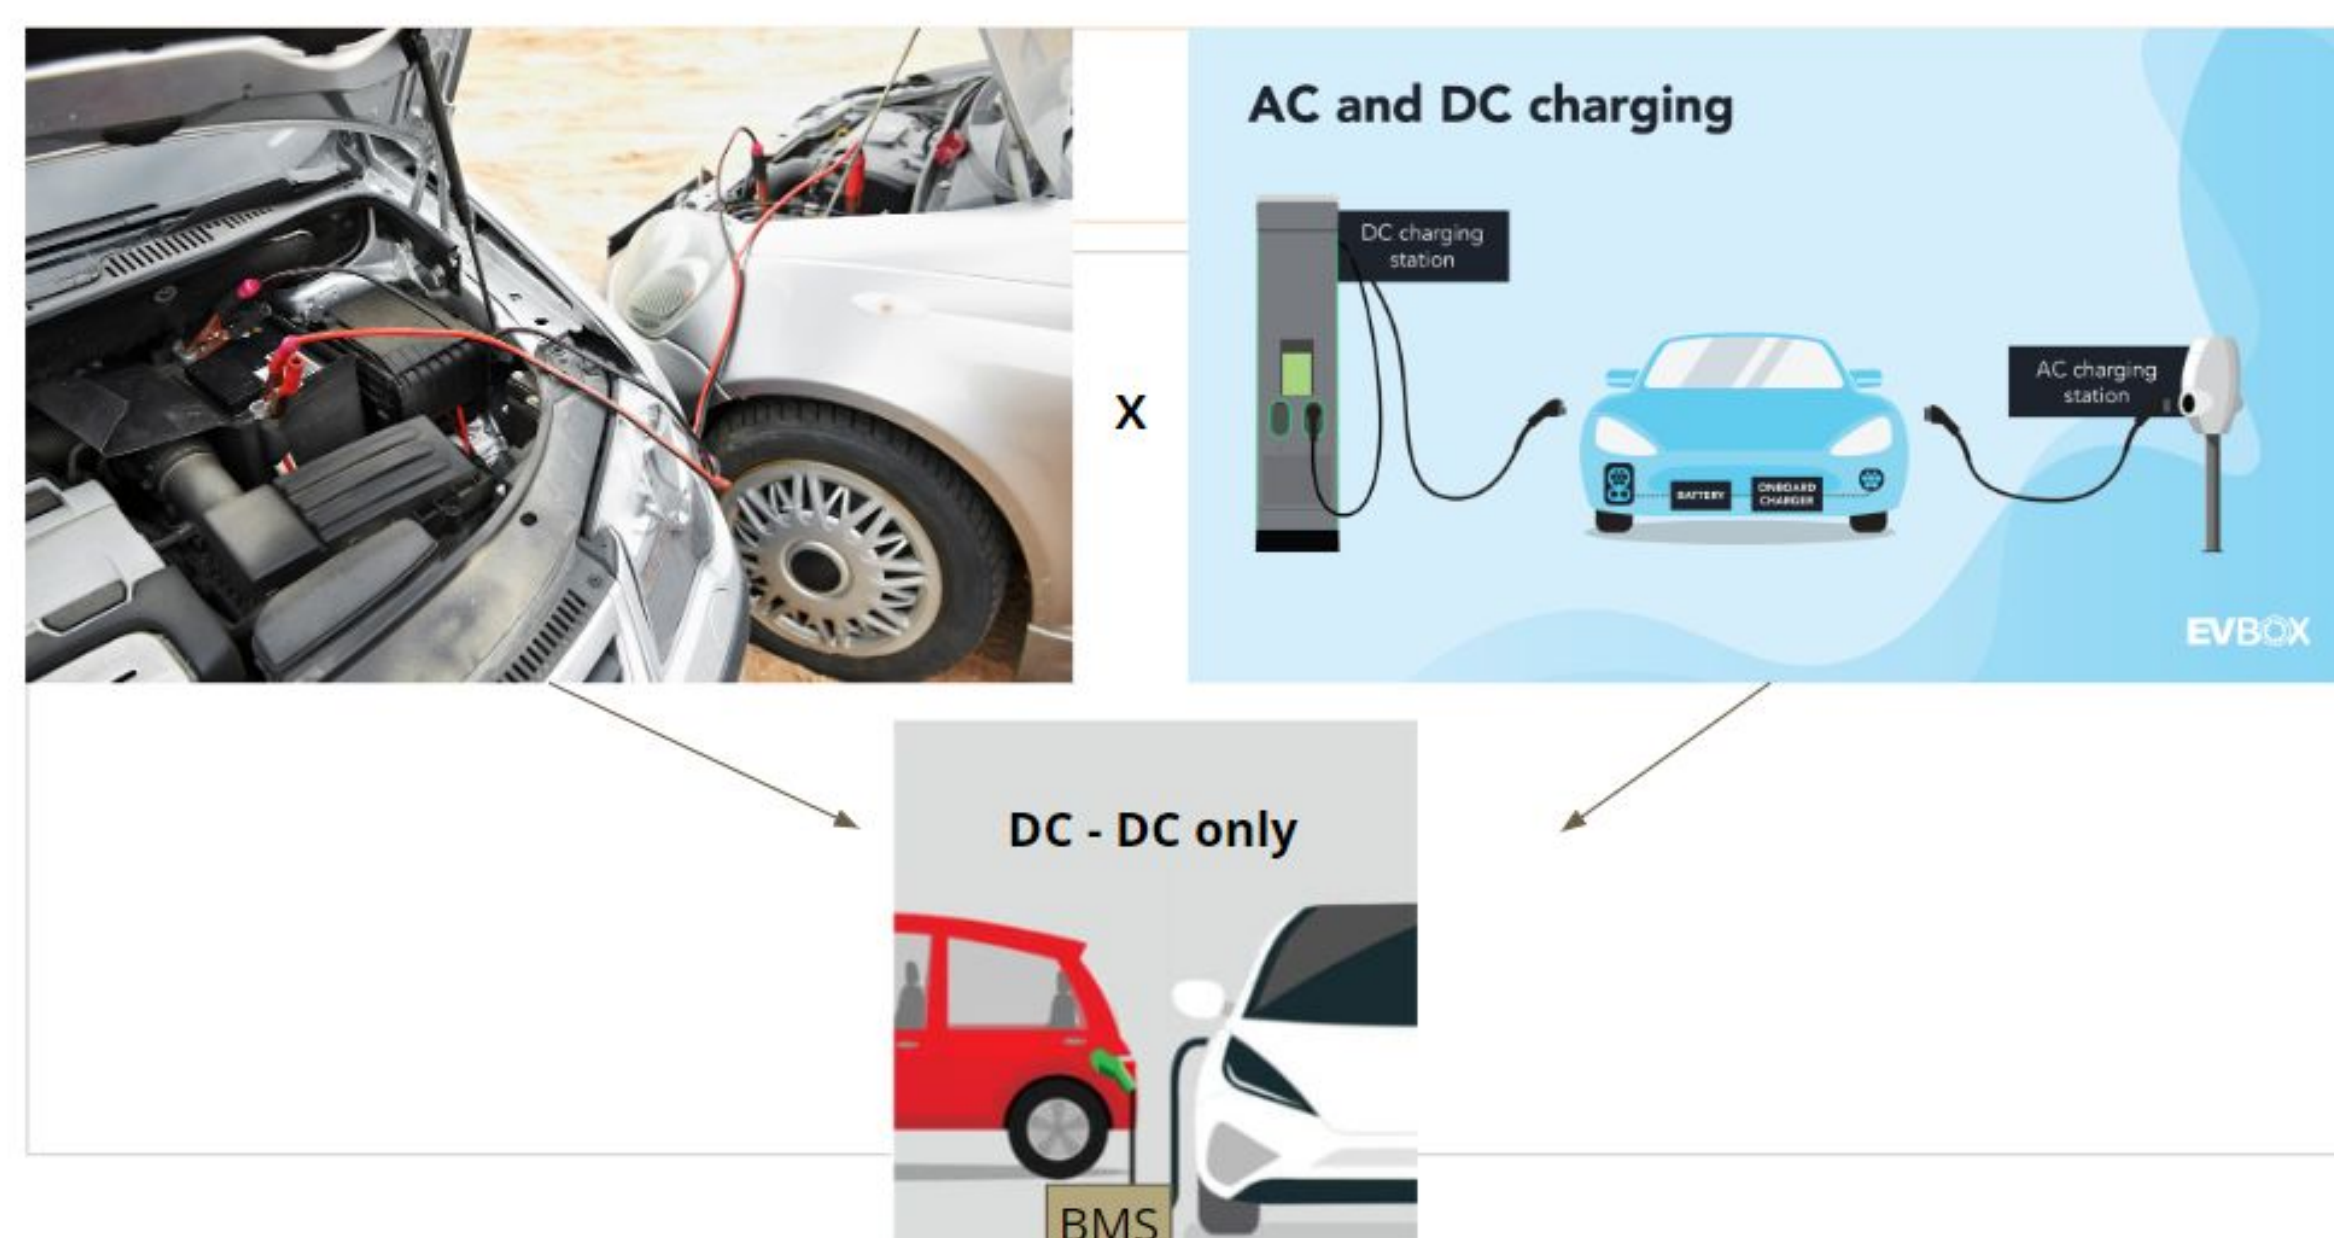 AC and DC charging
DC charging
station
X
AC charging
station
BATTERY
ONBOARD
CHARGER
EVBOX
DC - DC only
BMS